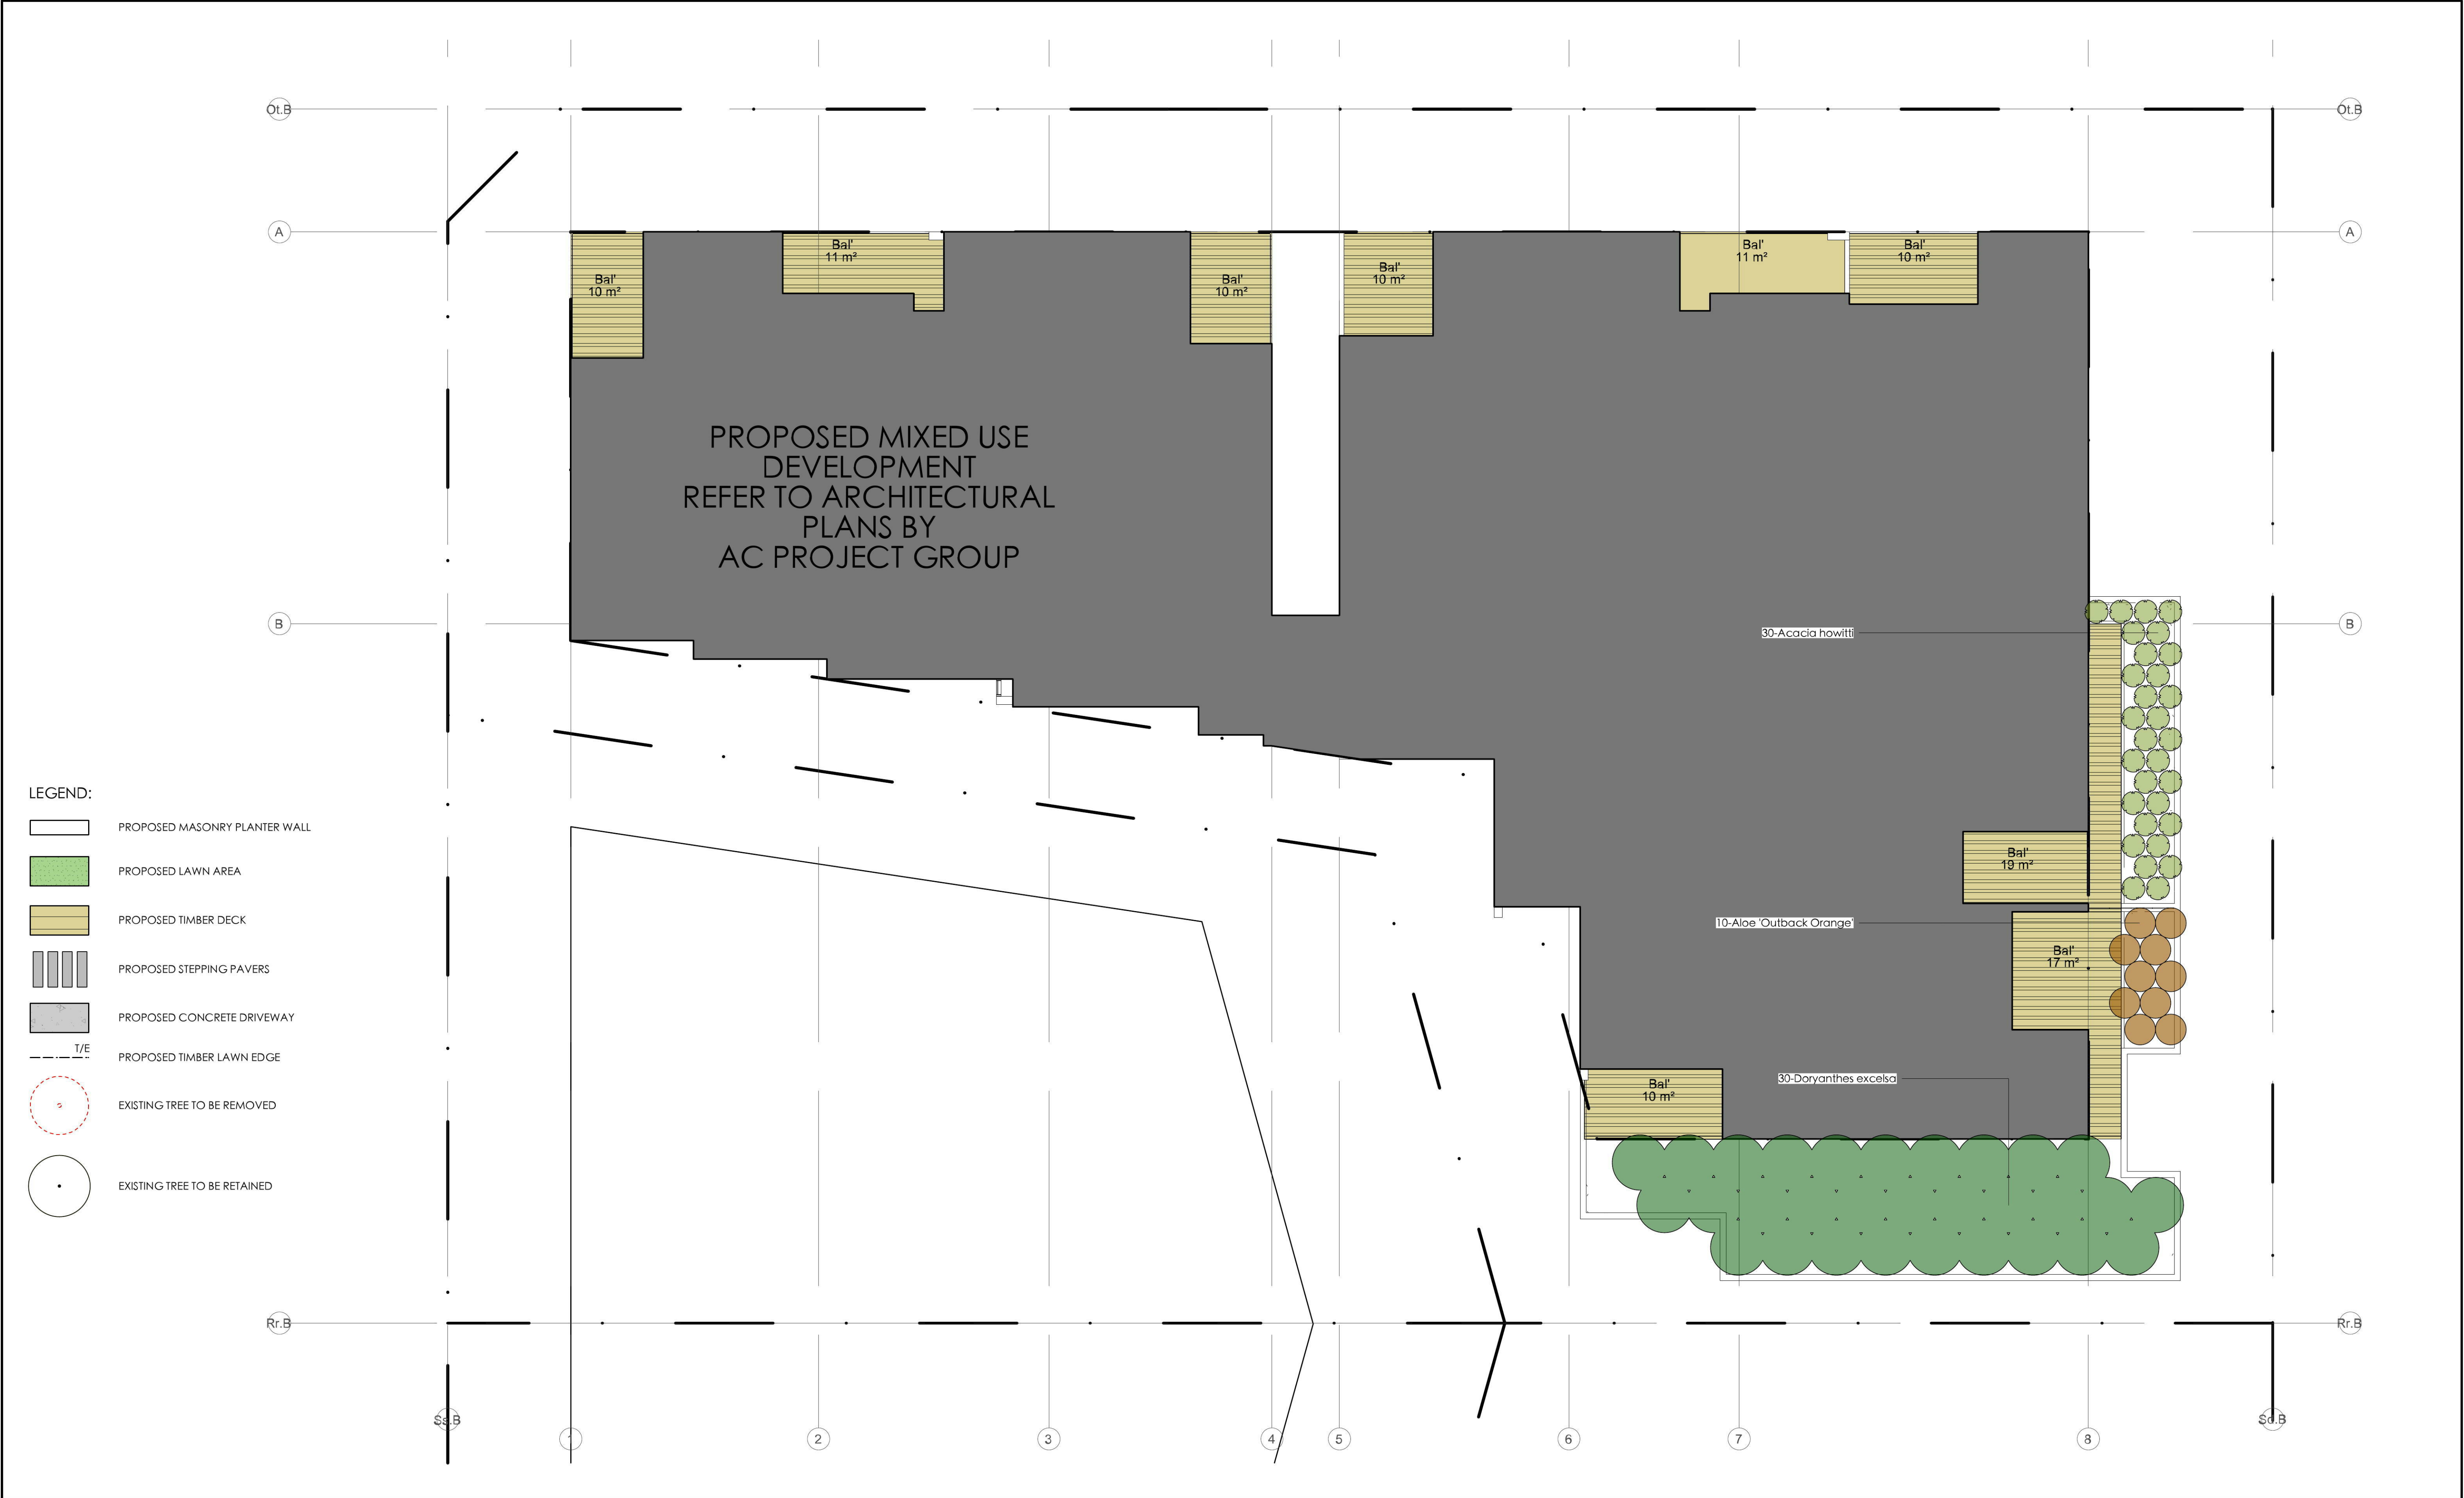 Ot.B
Ot.B
A
A
Bal'
10 m²
Bal'
11 m²
Bal'
10 m²
Bal'
10 m²
Bal'
11 m²
Bal'
10 m²
PROPOSED MIXED USE
DEVELOPMENT
REFER TO ARCHITECTURAL
PLANS BY
AC PROJECT GROUP
B
B
30-Acacia howitti
LEGEND:
PROPOSED MASONRY PLANTER WALL
PROPOSED LAWN AREA
PROPOSED TIMBER DECK
PROPOSED STEPPING PAVERS
PROPOSED CONCRETE DRIVEWAY
T/E
PROPOSED TIMBER LAWN EDGE
EXISTING TREE TO BE REMOVED
EXISTING TREE TO BE RETAINED
Bal'
19 m²
10-Aloe 'Outback Orange'
Bal'
17 m²
30-Doryanthes excelsa
Bal'
10 m²
Rr.B
Rr.B
Ss.B
Sd.B
1
2
3
4
5
6
7
8